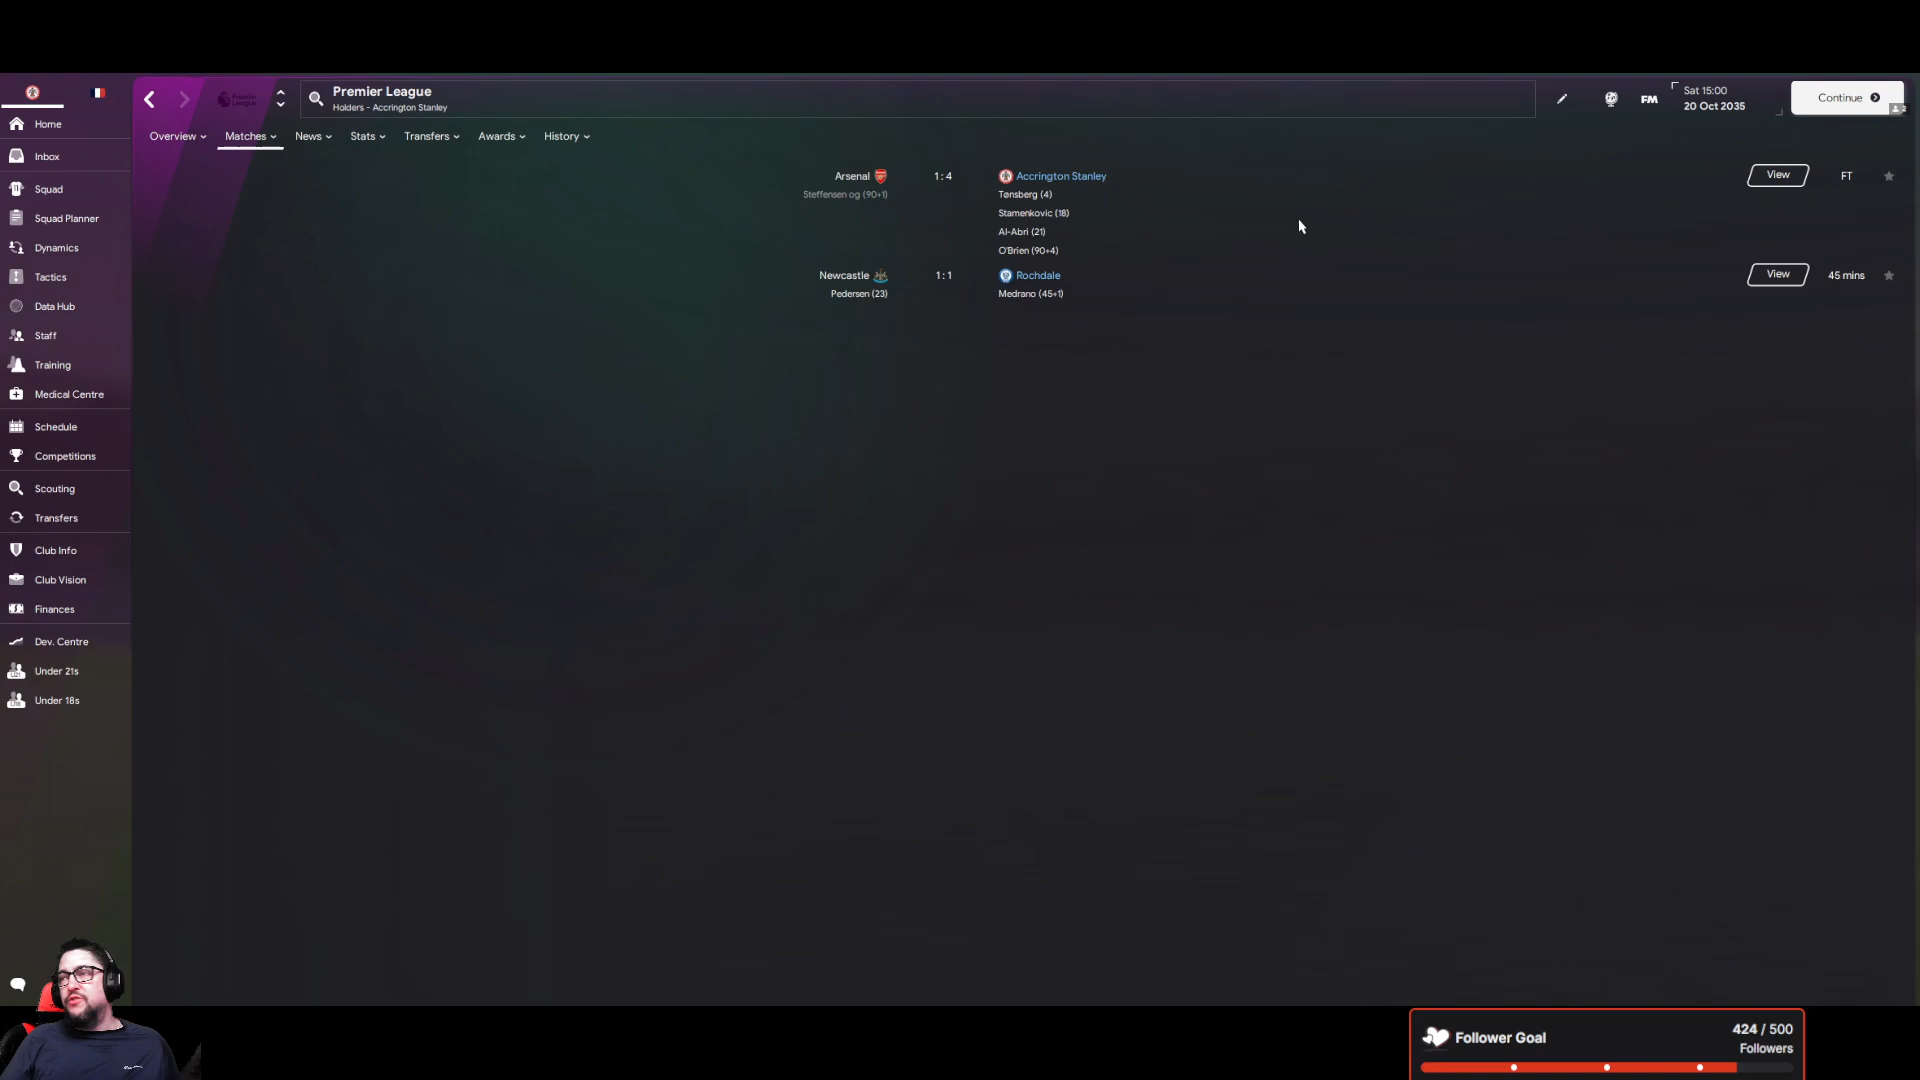 Premier League
Holders - Accrington Stanley
Sat 15:00
20 Oct 2035
FM
Continue
2
Overview
Matches
News
Stats
Transfers
Awards
History
Home
Inbox
Squad
Squad Planner
Dynamics
Tactics
Data Hub
Staff
Training
Medical Centre
Schedule
Competitions
Scouting
Transfers
Club Info
Club Vision
Finances
Dev. Centre
Under 21s
Under 18s
Arsenal 1 : 4 Accrington Stanley View FT
Steffensen og (90+1) Tønsberg (4)
Stamenkovic (18)
Al-Abri (21)
O'Brien (90+4)
Newcastle 1 : 1 Rochdale View 45 mins
Pedersen (23) Medrano (45+1)
Follower Goal
424 / 500
Followers